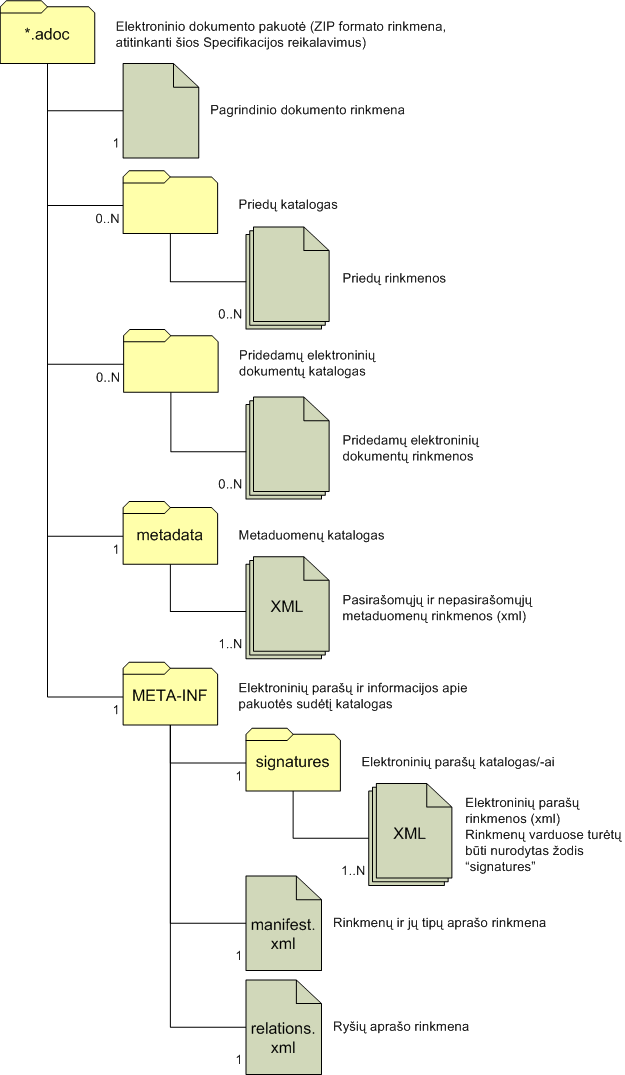 *.adoc
Elektroninio dokumento pakuotė (ZIP formato rinkmena,
atitinkanti šios Specifikacijos reikalavimus)
Pagrindinio dokumento rinkmena
1
Priedų katalogas
0..N
Priedų rinkmenos
0..N
Pridedamų elektroninių
dokumentų katalogas
0..N
Pridedamų elektroninių
dokumentų rinkmenos
0..N
metadata
Metaduomenų katalogas
1
XML
Pasirašomųjų ir nepasirašomųjų
metaduomenų rinkmenos (xml)
1..N
META-INF
Elektroninių parašų ir informacijos apie
pakuotės sudėtį katalogas
1
signatures
Elektroninių parašų katalogas/-ai
1
XML
Elektroninių parašų
rinkmenos (xml)
Rinkmenų varduose turėtų
būti nurodytas žodis
“signatures”
1..N
manifest.
xml
Rinkmenų ir jų tipų aprašo rinkmena
1
relations.
xml
Ryšių aprašo rinkmena
1